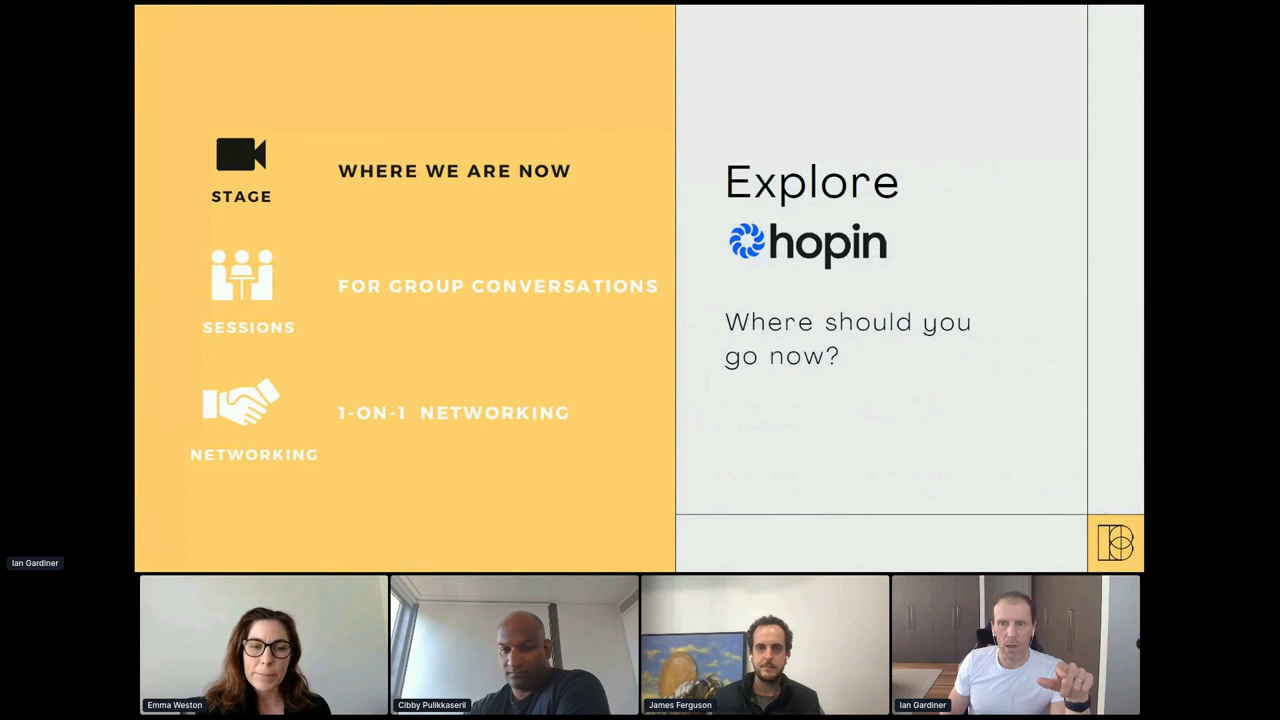 STAGE
WHERE WE ARE NOW
SESSIONS
FOR GROUP CONVERSATIONS
NETWORKING
1-ON-1 NETWORKING
Explore
hopin
Where should you
go now?
Ian Gardiner
Emma Weston
Cibby Pulikkaseril
James Ferguson
Ian Gardiner